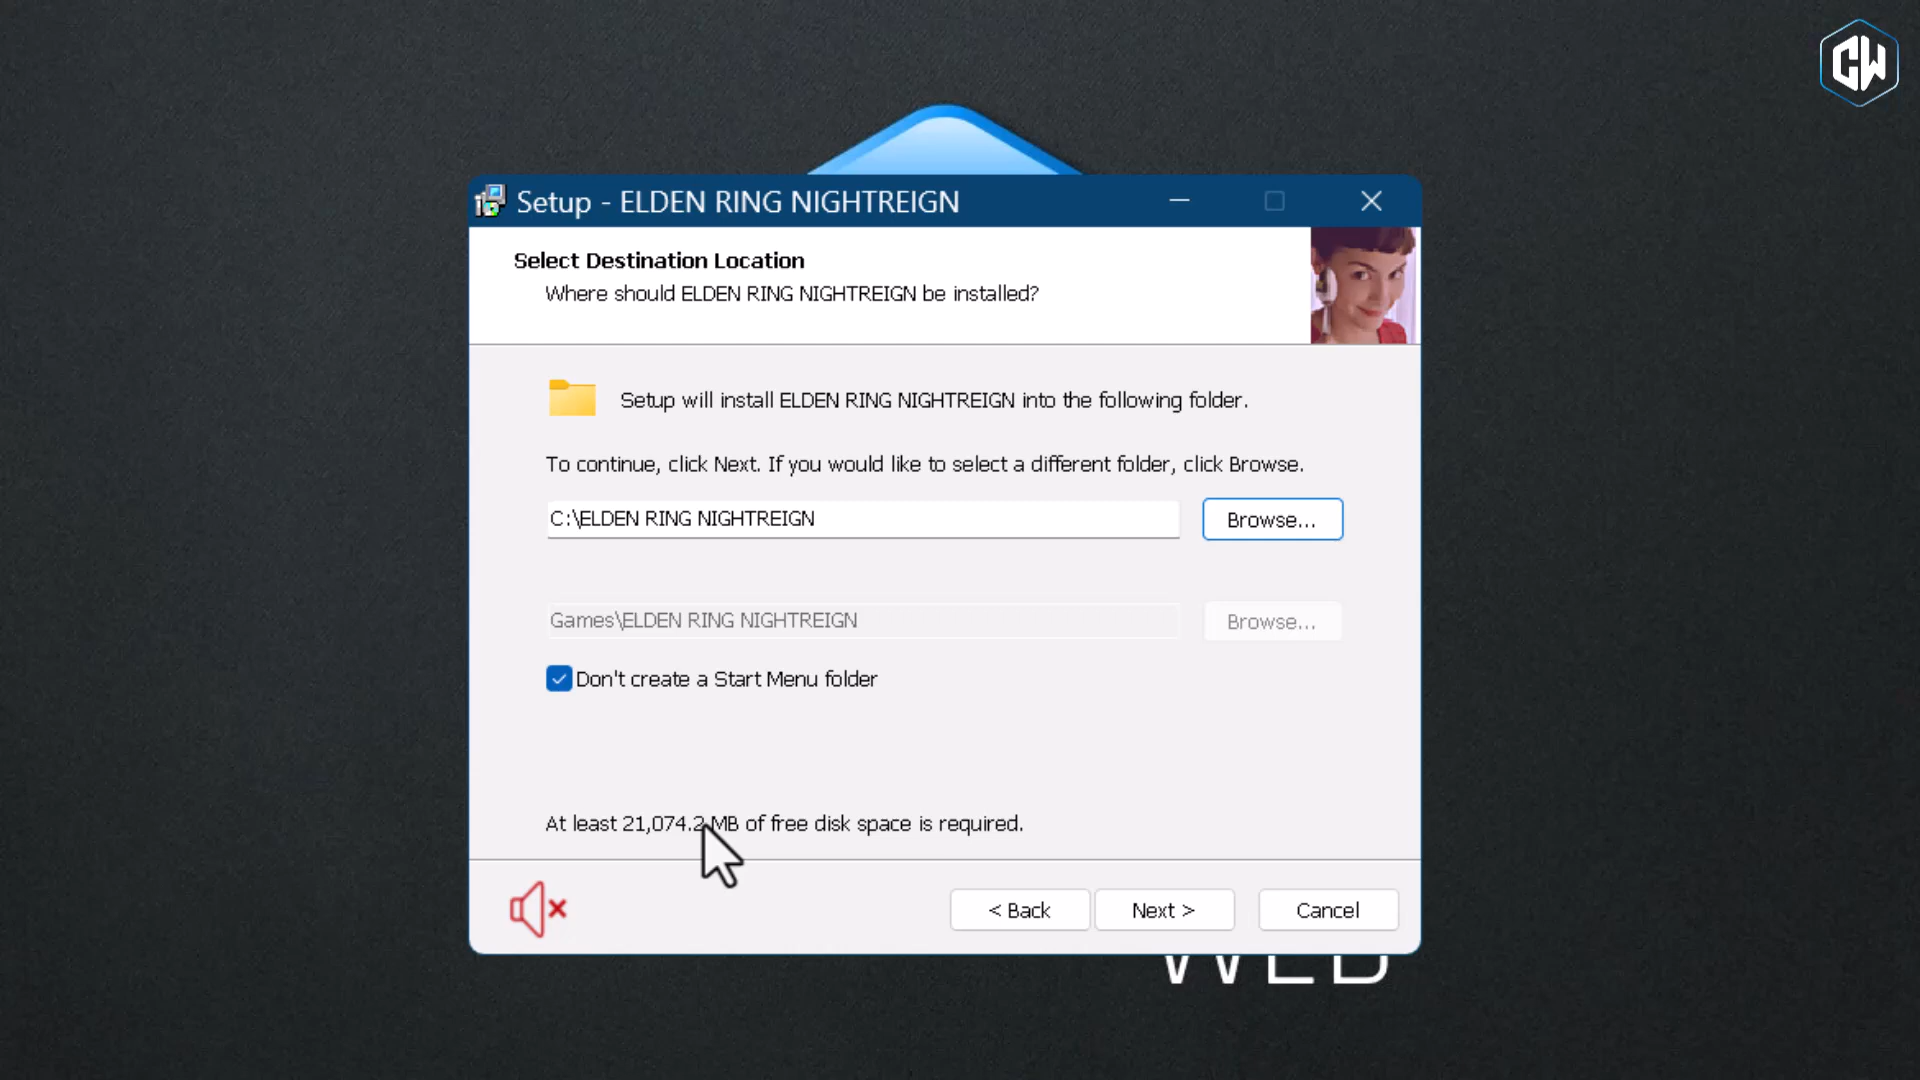 CW
Setup - ELDEN RING NIGHTREIGN
Select Destination Location
Where should ELDEN RING NIGHTREIGN be installed?
Setup will install ELDEN RING NIGHTREIGN into the following folder.
To continue, click Next. If you would like to select a different folder, click Browse.
C:\ELDEN RING NIGHTREIGN
Browse...
Games\ELDEN RING NIGHTREIGN
Browse...
Don't create a Start Menu folder
At least 21,074.2 MB of free disk space is required.
< Back
Next >
Cancel
WEB